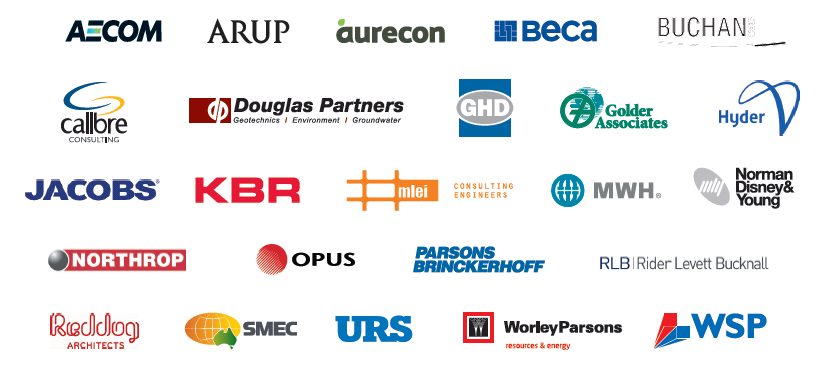 AECOM
ARUP
aurecon
Beca
BUCHAN
calibre
CONSULTING
Douglas Partners
Geotechnics | Environment | Groundwater
GHD
Golder
Associates
Hyder
JACOBS®
KBR
mlei
CONSULTING
ENGINEERS
MWH®
Norman
Disney&
Young
NORTHROP
OPUS
PARSONS
BRINCKERHOFF
RLB | Rider Levett Bucknall
Reddog
ARCHITECTS
SMEC
URS
WorleyParsons
resources & energy
WSP